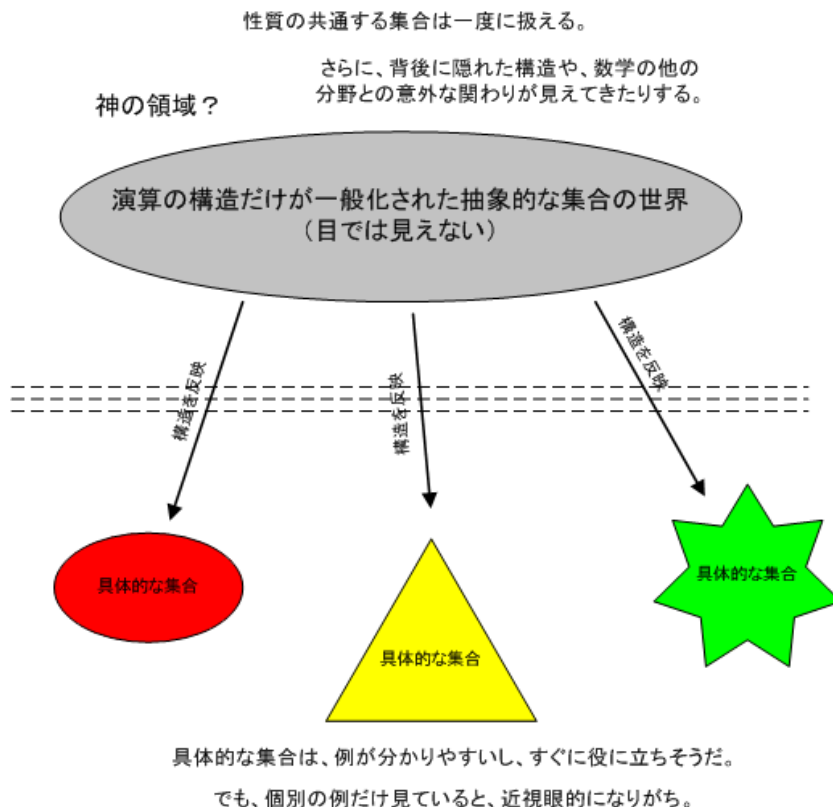 性質の共通する集合は一度に扱える。
さらに、背後に隠れた構造や、数学の他の
分野との意外な関わりが見えてきたりする。
神の領域？
演算の構造だけが一般化された抽象的な集合の世界
（目では見えない）
構造を反映
構造を反映
構造を反映
具体的な集合
具体的な集合
具体的な集合
具体的な集合は、例が分かりやすいし、すぐに役に立ちそうだ。
でも、個別の例だけ見ていると、近視眼的になりがち。